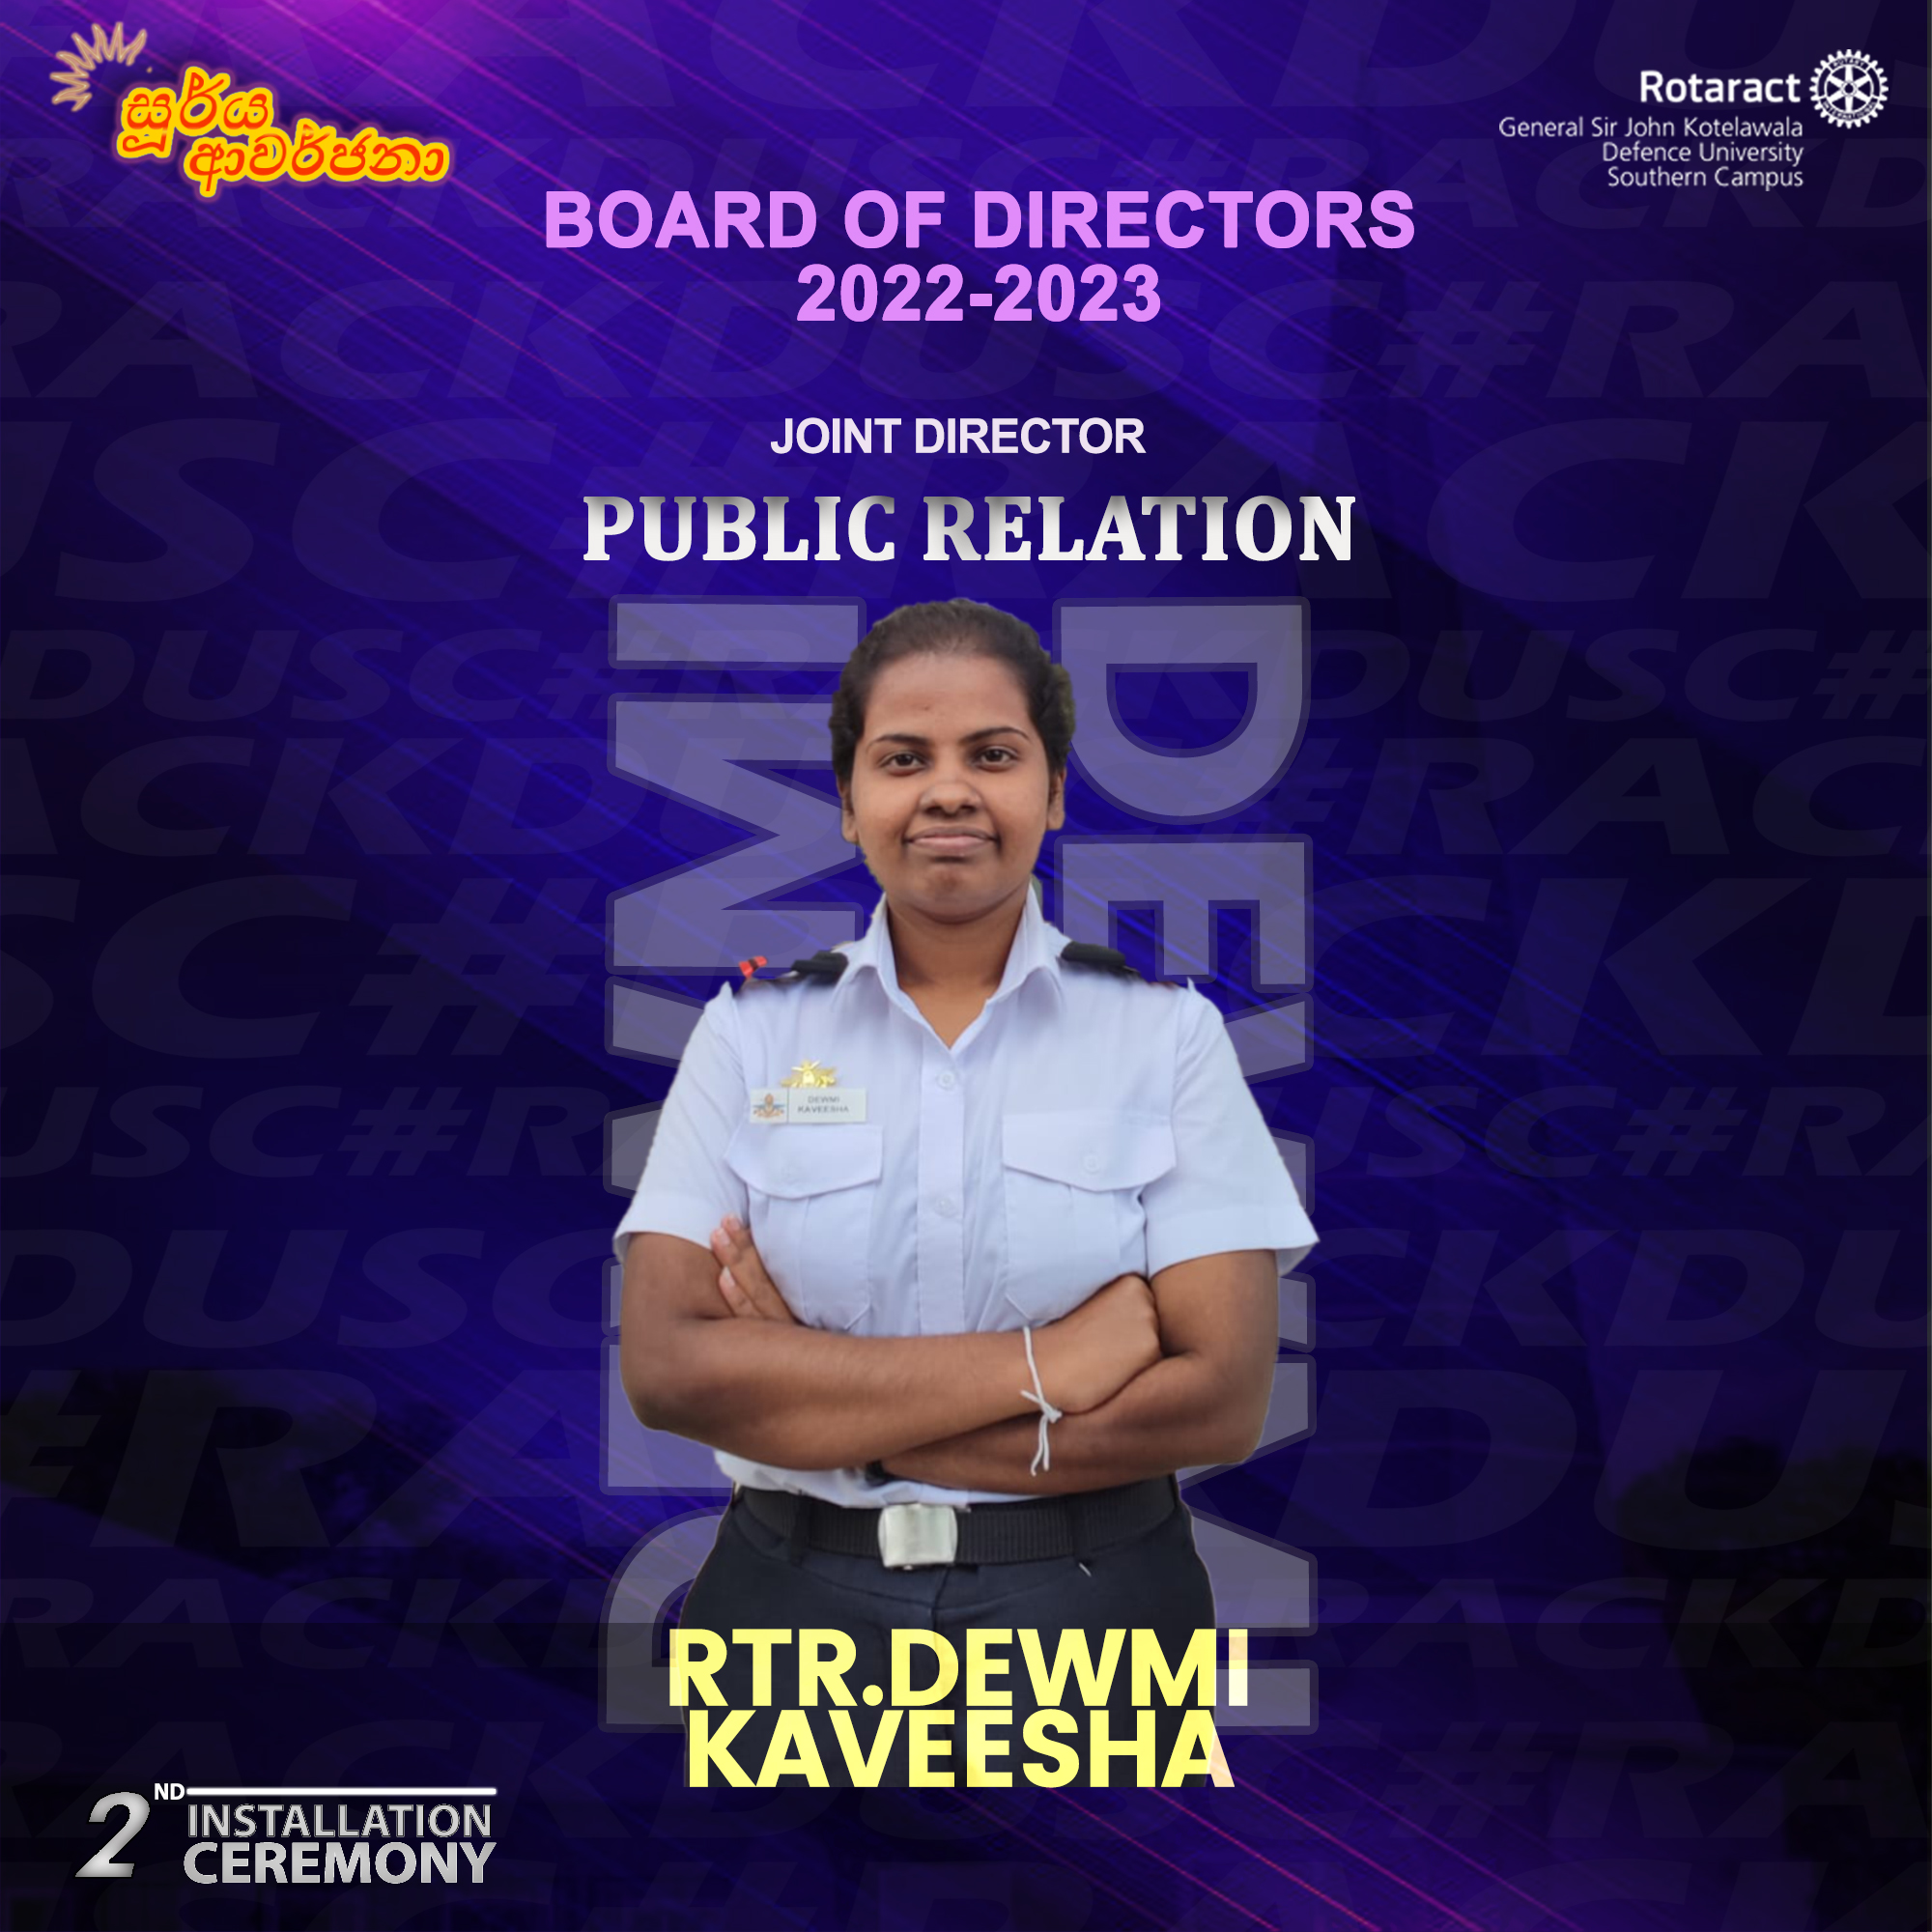 සූර්ය
ආවර්ජනා
Rotaract
General Sir John Kotelawala
Defence University
Southern Campus
BOARD OF DIRECTORS
2022-2023
JOINT DIRECTOR
PUBLIC RELATION
DEWMI
KAVEESHA
RTR.DEWMI
KAVEESHA
2ND
INSTALLATION
CEREMONY